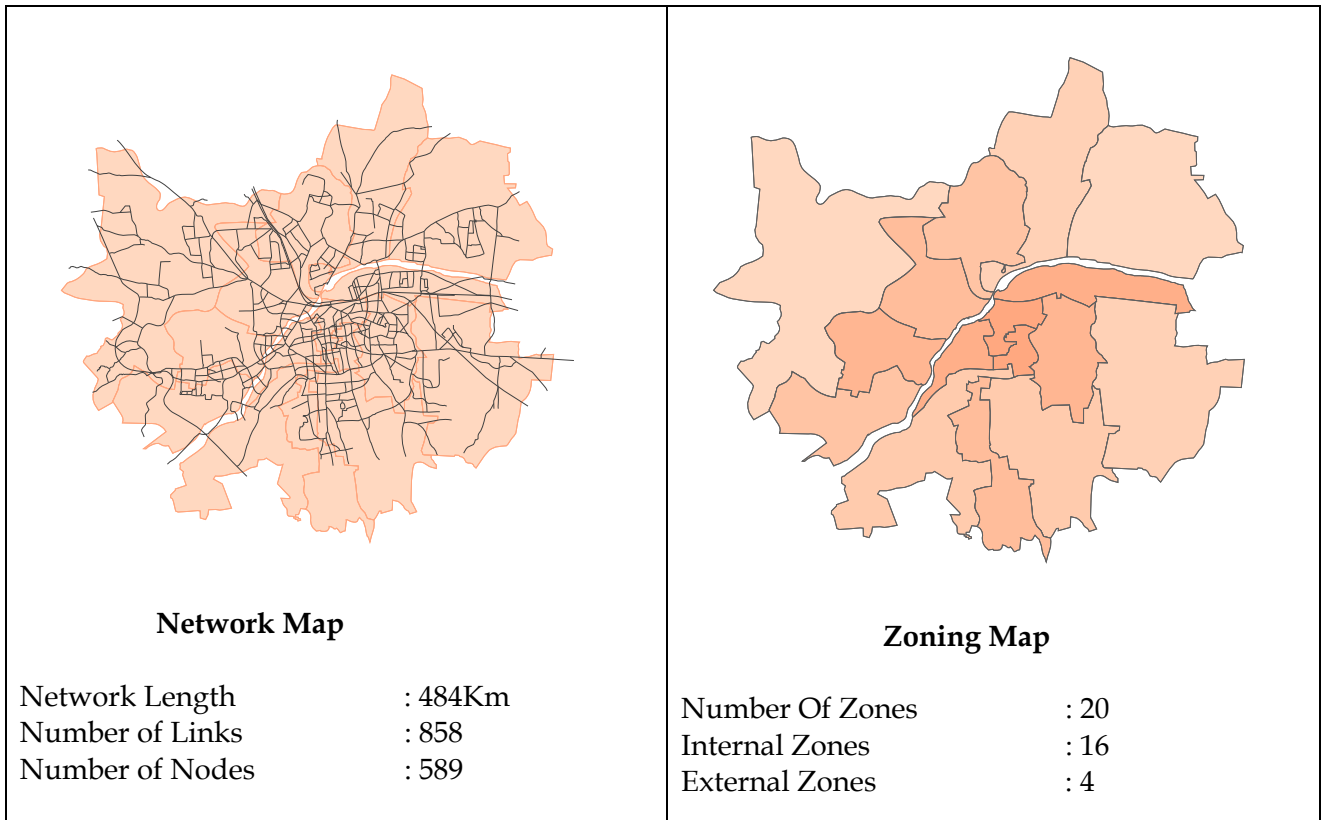 Network Map
Network Length : 484Km
Number of Links : 858
Number of Nodes : 589
Zoning Map
Number Of Zones : 20
Internal Zones : 16
External Zones : 4